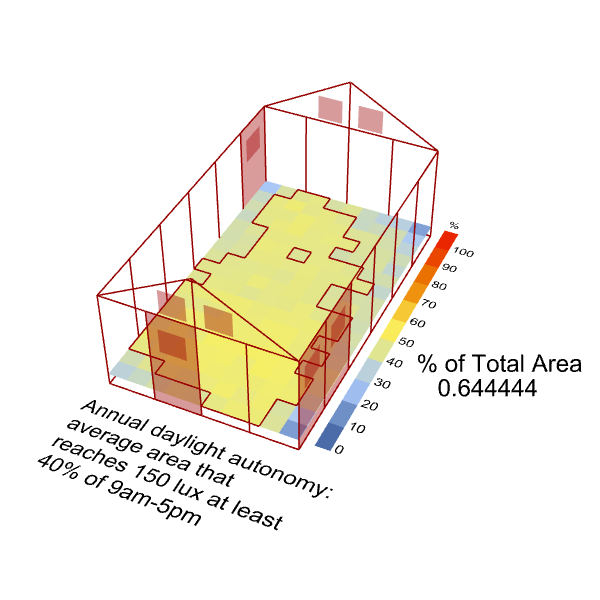 %
100
90
80
70
60
50
40
30
20
10
0
% of Total Area
0.644444
Annual daylight autonomy:
average area that
reaches 150 lux at least
40% of 9am-5pm